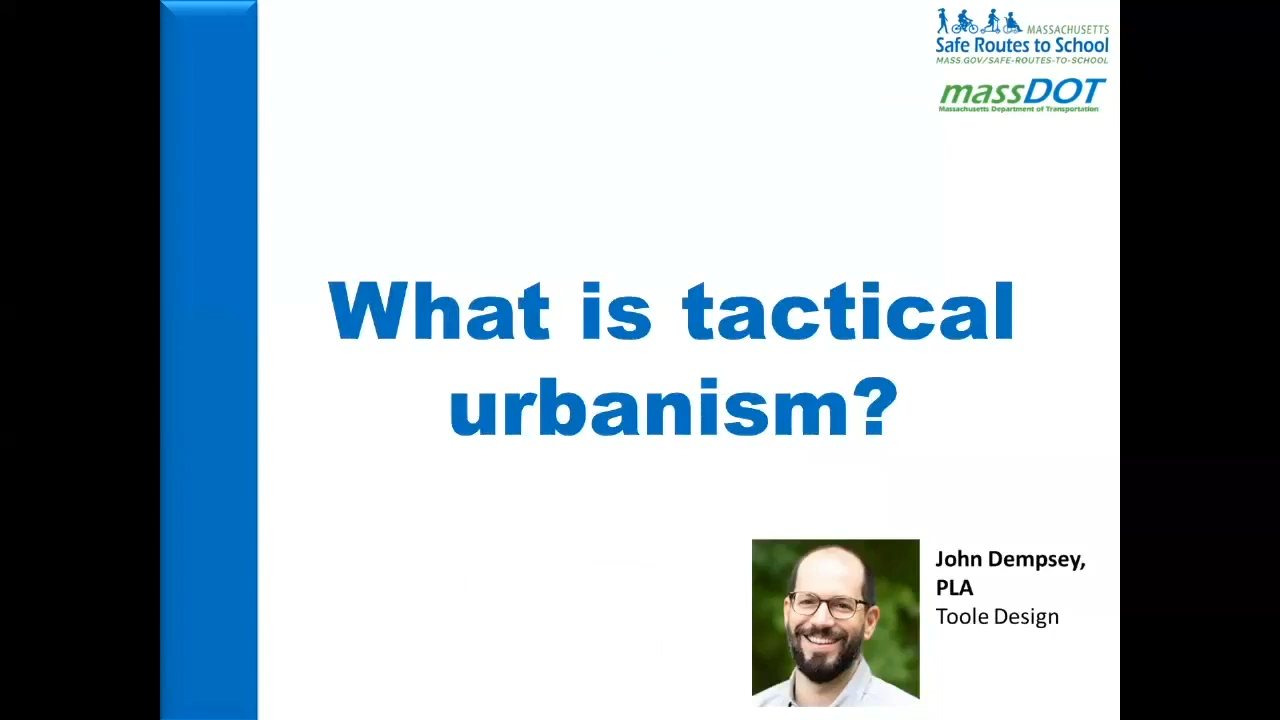 MASSACHUSETTS
Safe Routes to School
MASS.GOV/SAFE-ROUTES-TO-SCHOOL
massDOT
Massachusetts Department of Transportation
What is tactical
urbanism?
John Dempsey,
PLA
Toole Design